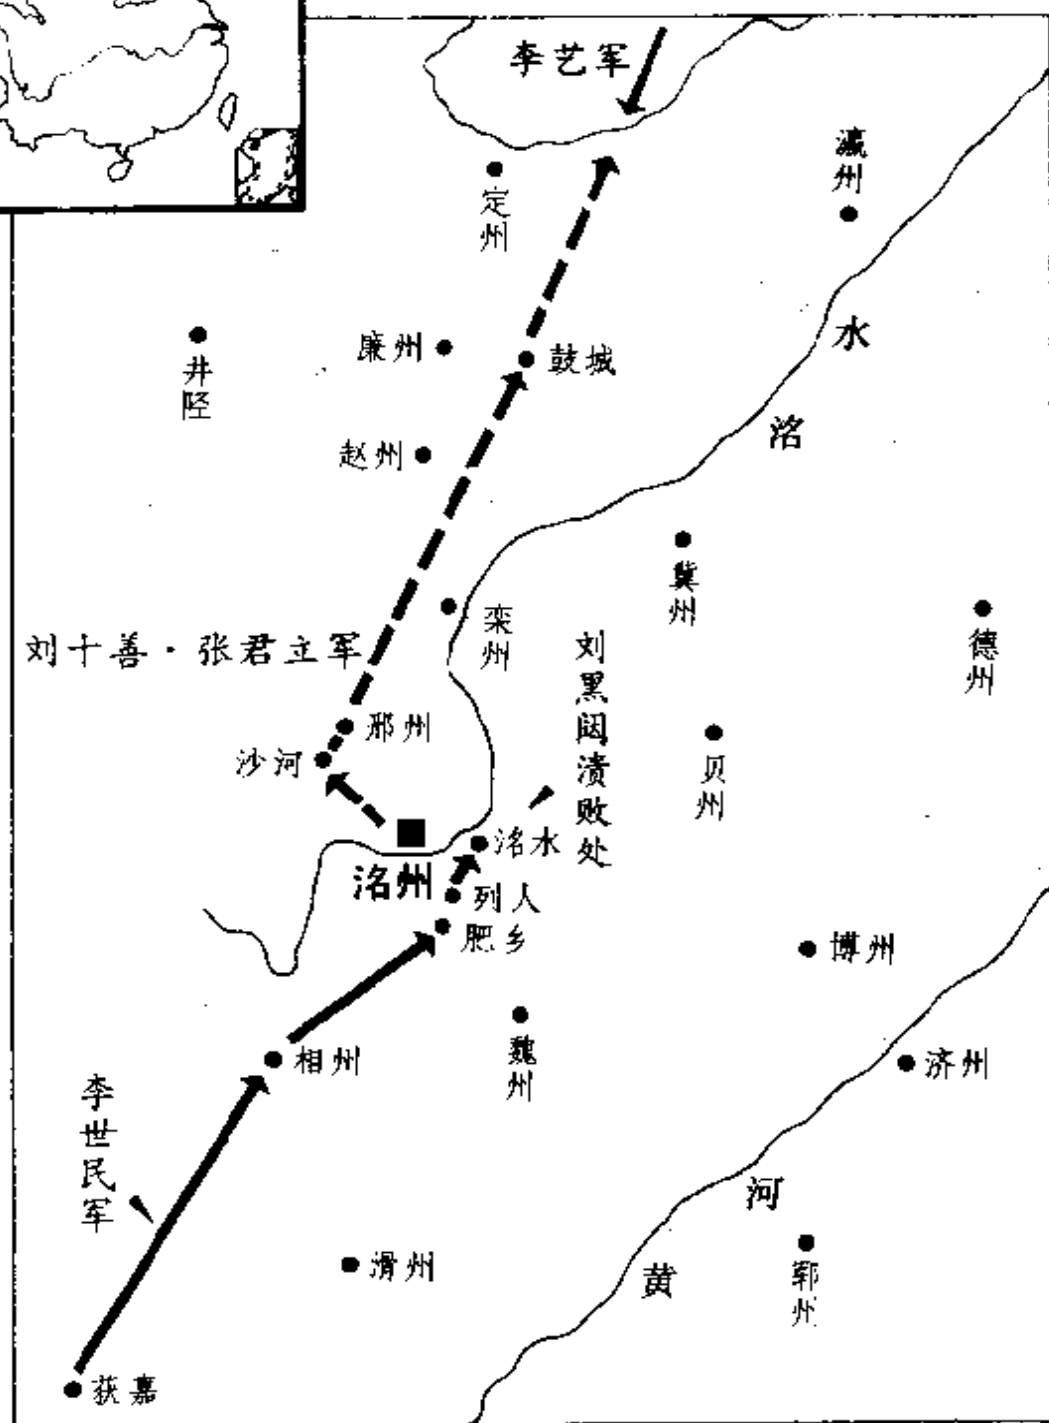 李艺军
瀛州
定州
水
井陉
廉州
鼓城
洺
赵州
冀州
栾州
德州
刘十善·张君立军
刘黑闼溃败处
邢州
贝州
沙河
洺水
洺州
列人
肥乡
博州
魏州
相州
济州
李世民军
河
滑州
黄
郓州
获嘉